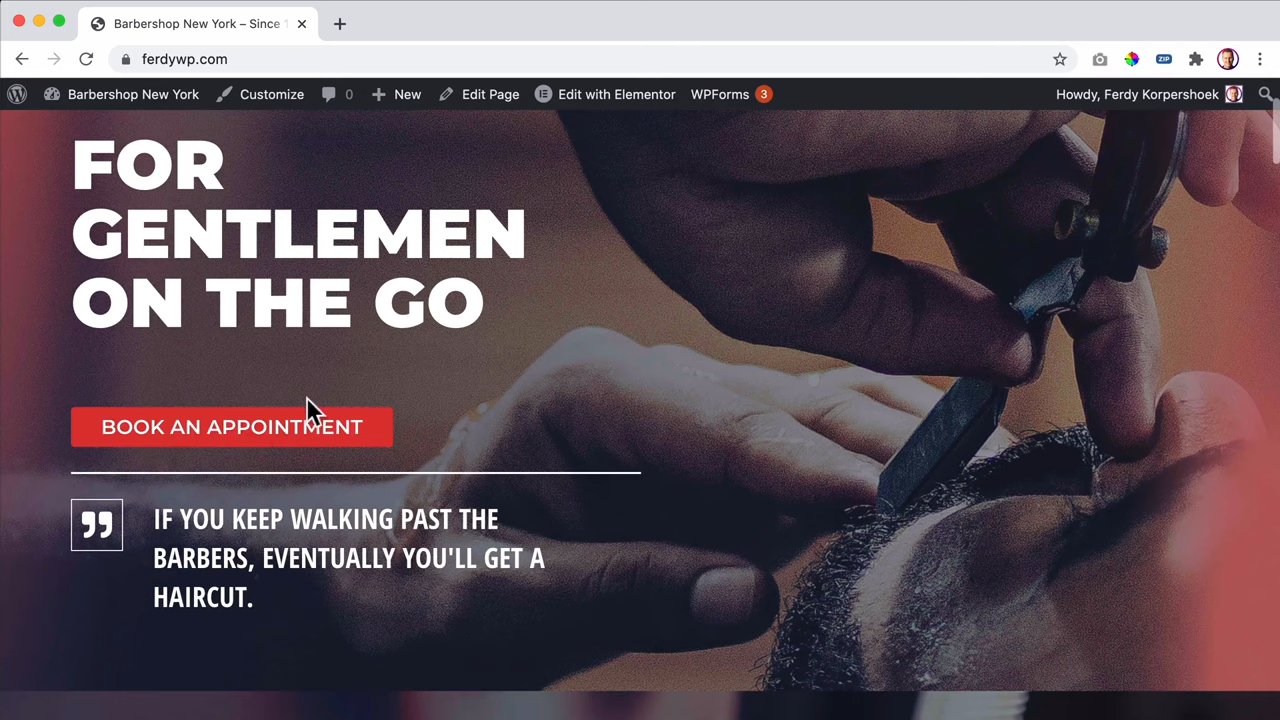 Barbershop New York – Since
ferdywp.com
Barbershop New York
Customize
0
New
Edit Page
Edit with Elementor
WPForms 3
Howdy, Ferdy Korpershoek
ZIP
FOR
GENTLEMEN
ON THE GO
BOOK AN APPOINTMENT
IF YOU KEEP WALKING PAST THE
BARBERS, EVENTUALLY YOU'LL GET A
HAIRCUT.